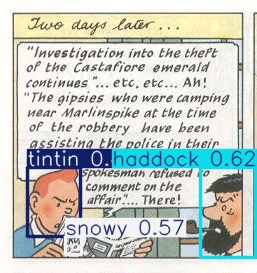 Two days later...
"Investigation into the theft
of the Castafiore emerald
continues"... etc, etc... Ah!
"The gipsies who were camping
near Marlinspike at the time
of the robbery have been
assisting the police in their
tintin 0.
haddock 0.62
spokesman refused to
comment on the
affair".... There!
snowy 0.57